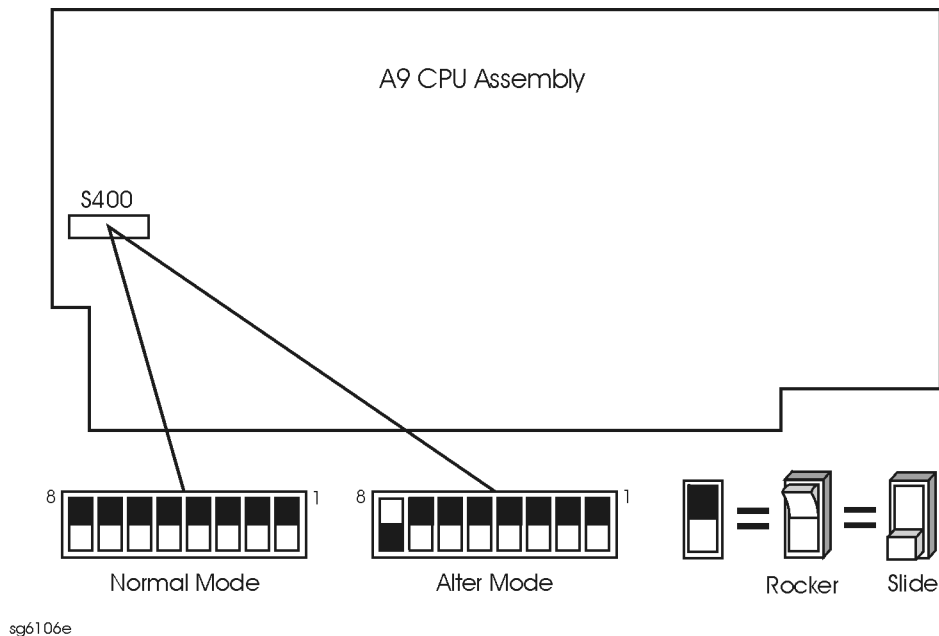 A9 CPU Assembly
S400
8 1
8 1
Normal Mode
Alter Mode
Rocker
Slide
sg6106e